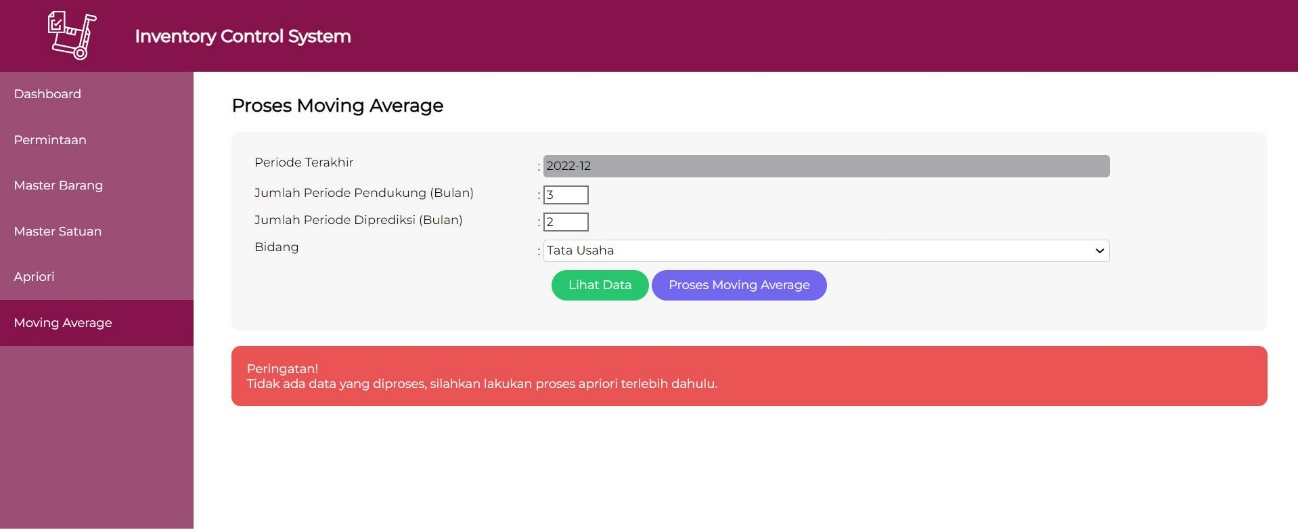 Inventory Control System
Dashboard
Permintaan
Master Barang
Master Satuan
Apriori
Moving Average
Proses Moving Average
Periode Terakhir : 2022-12
Jumlah Periode Pendukung (Bulan) : 3
Jumlah Periode Diprediksi (Bulan) : 2
Bidang : Tata Usaha
Lihat Data Proses Moving Average
Peringatan!
Tidak ada data yang diproses, silahkan lakukan proses apriori terlebih dahulu.